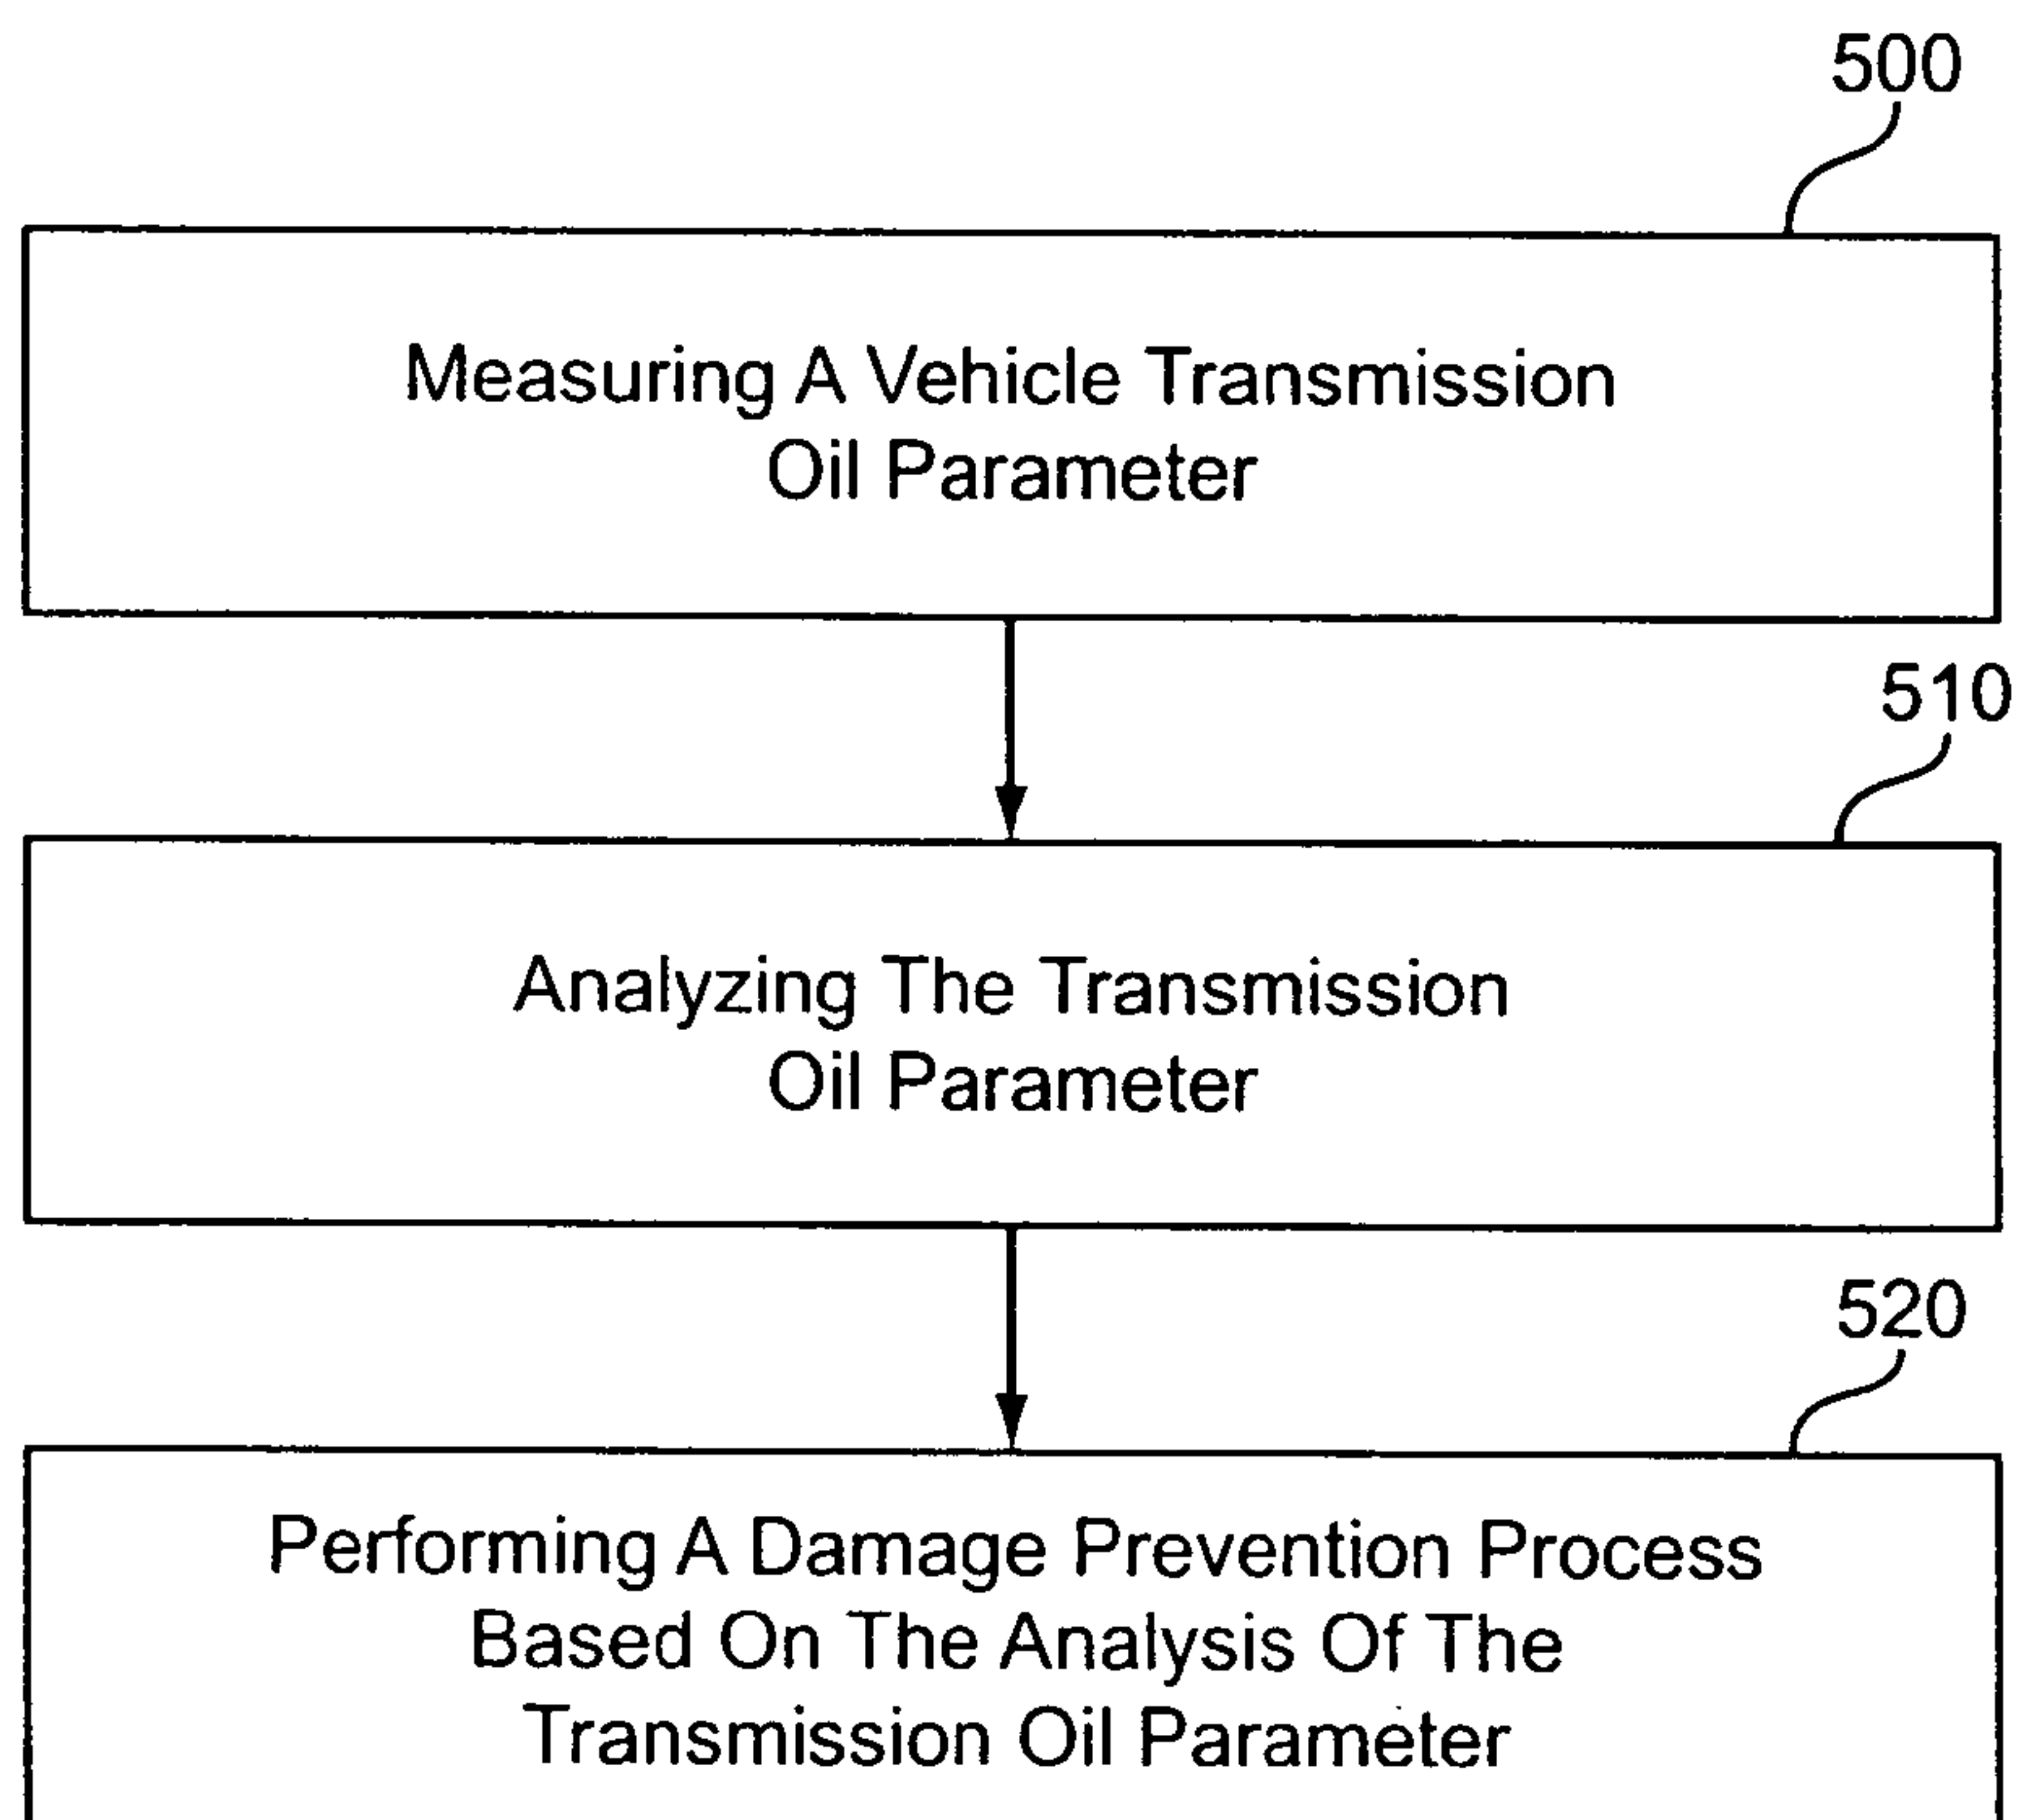 500
Measuring A Vehicle Transmission
Oil Parameter
510
Analyzing The Transmission
Oil Parameter
520
Performing A Damage Prevention Process
Based On The Analysis Of The
Transmission Oil Parameter